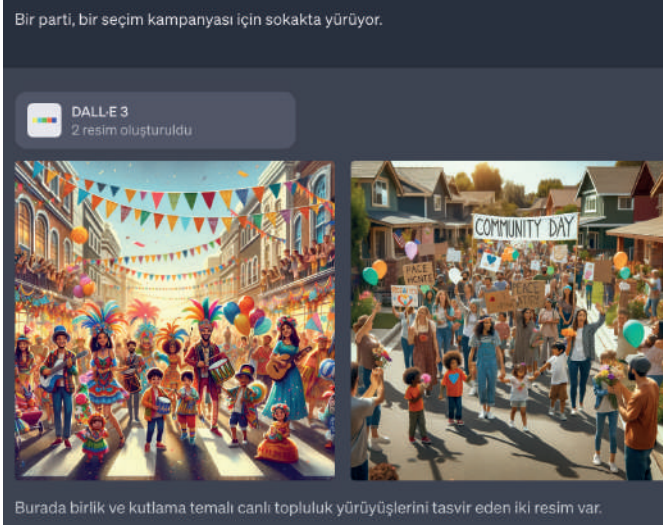 Bir parti, bir seçim kampanyası için sokakta yürüyor.
DALL·E 3
2 resim oluşturuldu
COMMUNITY DAY
Burada birlik ve kutlama temalı canlı topluluk yürüyüşlerini tasvir eden iki resim var.